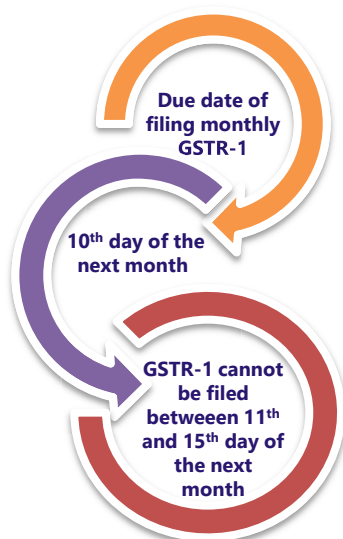 Due date of
filing monthly
GSTR-1
10th day of the
next month
GSTR-1 cannot
be filed
betweeen 11th
and 15th day of
the next
month